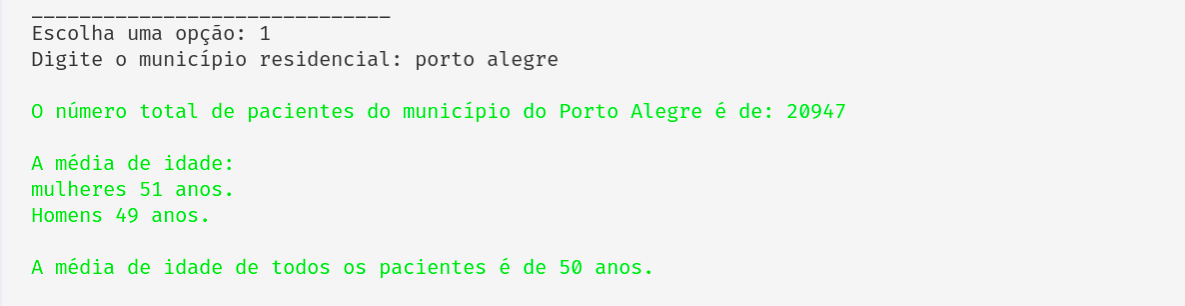 ______________________________
Escolha uma opção: 1
Digite o município residencial: porto alegre
O número total de pacientes do município do Porto Alegre é de: 20947
A média de idade:
mulheres 51 anos.
Homens 49 anos.
A média de idade de todos os pacientes é de 50 anos.